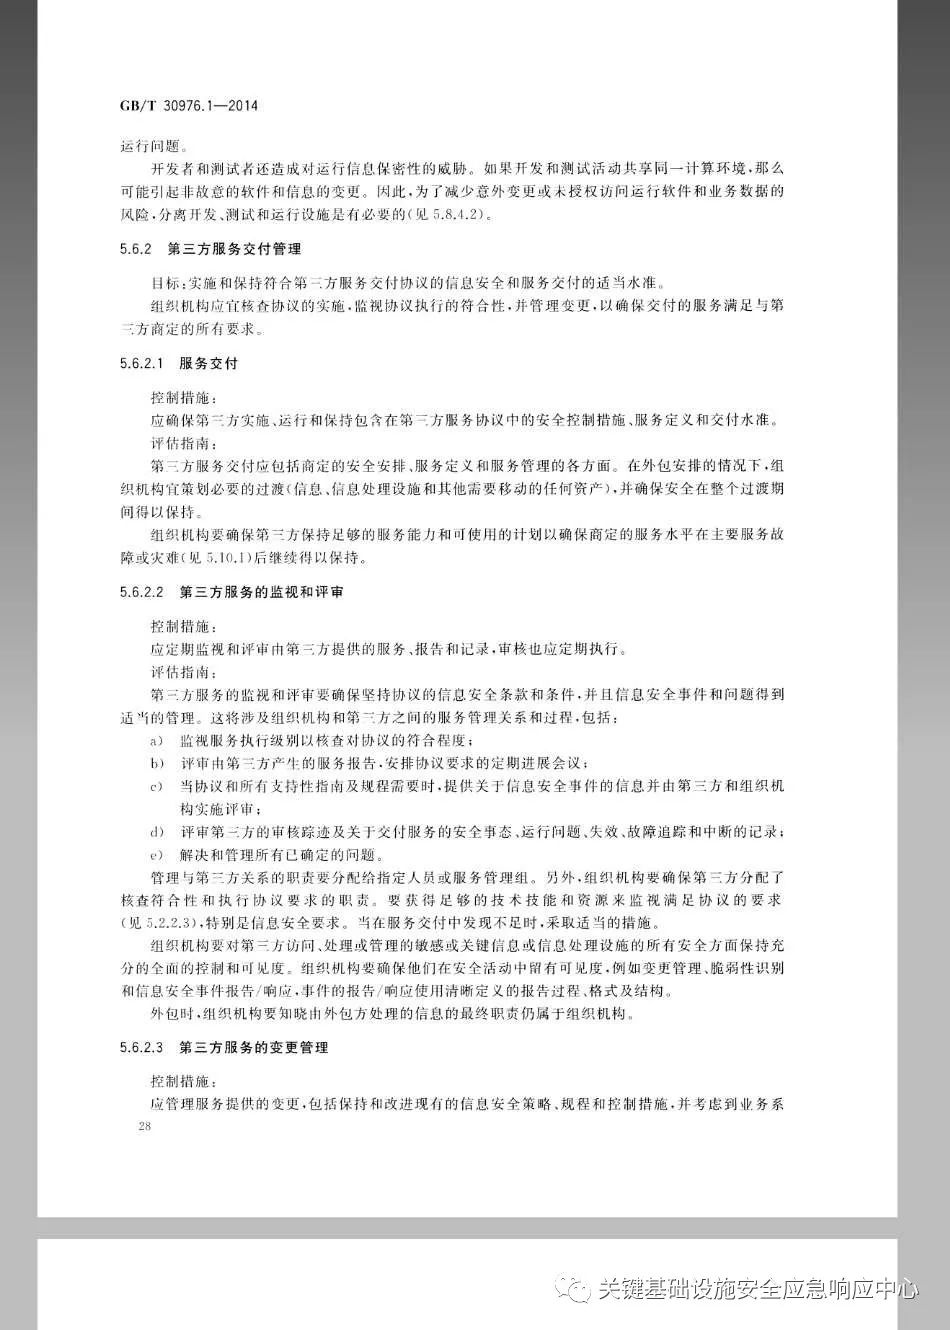 GB/T 30976.1—2014
运行问题。
开发者和测试者还造成对运行信息保密性的威胁。如果开发和测试活动共享同一计算环境,那么
可能引起非故意的软件和信息的变更。因此,为了减少意外变更或未授权访问运行软件和业务数据的
风险,分离开发、测试和运行设施是有必要的(见 5.8.4.2)。
5.6.2 第三方服务交付管理
目标:实施和保持符合第三方服务交付协议的信息安全和服务交付的适当水准。
组织机构应宜核查协议的实施,监视协议执行的符合性,并管理变更,以确保交付的服务满足与第
三方商定的所有要求。
5.6.2.1 服务交付
控制措施:
应确保第三方实施、运行和保持包含在第三方服务协议中的安全控制措施、服务定义和交付水准。
评估指南:
第三方服务交付应包括商定的安全安排、服务定义和服务管理的各方面。在外包安排的情况下,组
织机构宜策划必要的过渡(信息、信息处理设施和其他需要移动的任何资产),并确保安全在整个过渡期
间得以保持。
组织机构要确保第三方保持足够的服务能力和可使用的计划以确保商定的服务水平在主要服务故
障或灾难(见 5.10.1)后继续得以保持。
5.6.2.2 第三方服务的监视和评审
控制措施:
应定期监视和评审由第三方提供的服务、报告和记录,审核也应定期执行。
评估指南:
第三方服务的监视和评审要确保坚持协议的信息安全条款和条件,并且信息安全事件和问题得到
适当的管理。这将涉及组织机构和第三方之间的服务管理关系和过程,包括:
a) 监视服务执行级别以核查对协议的符合程度;
b) 评审由第三方产生的服务报告,安排协议要求的定期进展会议;
c) 当协议和所有支持性指南及规程需要时,提供关于信息安全事件的信息并由第三方和组织机
构实施评审;
d) 评审第三方的审核踪迹及关于交付服务的安全事态、运行问题、失效、故障追踪和中断的记录;
e) 解决和管理所有已确定的问题。
管理与第三方关系的职责要分配给指定人员或服务管理组。另外,组织机构要确保第三方分配了
核查符合性和执行协议要求的职责。要获得足够的技术技能和资源来监视满足协议的要求
(见 5.2.2.3),特别是信息安全要求。当在服务交付中发现不足时,采取适当的措施。
组织机构要对第三方访问、处理或管理的敏感或关键信息或信息处理设施的所有安全方面保持充
分的全面的控制和可见度。组织机构要确保他们在安全活动中留有可见度,例如变更管理、脆弱性识别
和信息安全事件报告/响应,事件的报告/响应使用清晰定义的报告过程、格式及结构。
外包时,组织机构要知晓由外包方处理的信息的最终职责仍属于组织机构。
5.6.2.3 第三方服务的变更管理
控制措施:
应管理服务提供的变更,包括保持和改进现有的信息安全策略、规程和控制措施,并考虑到业务系
28
关键基础设施安全应急响应中心